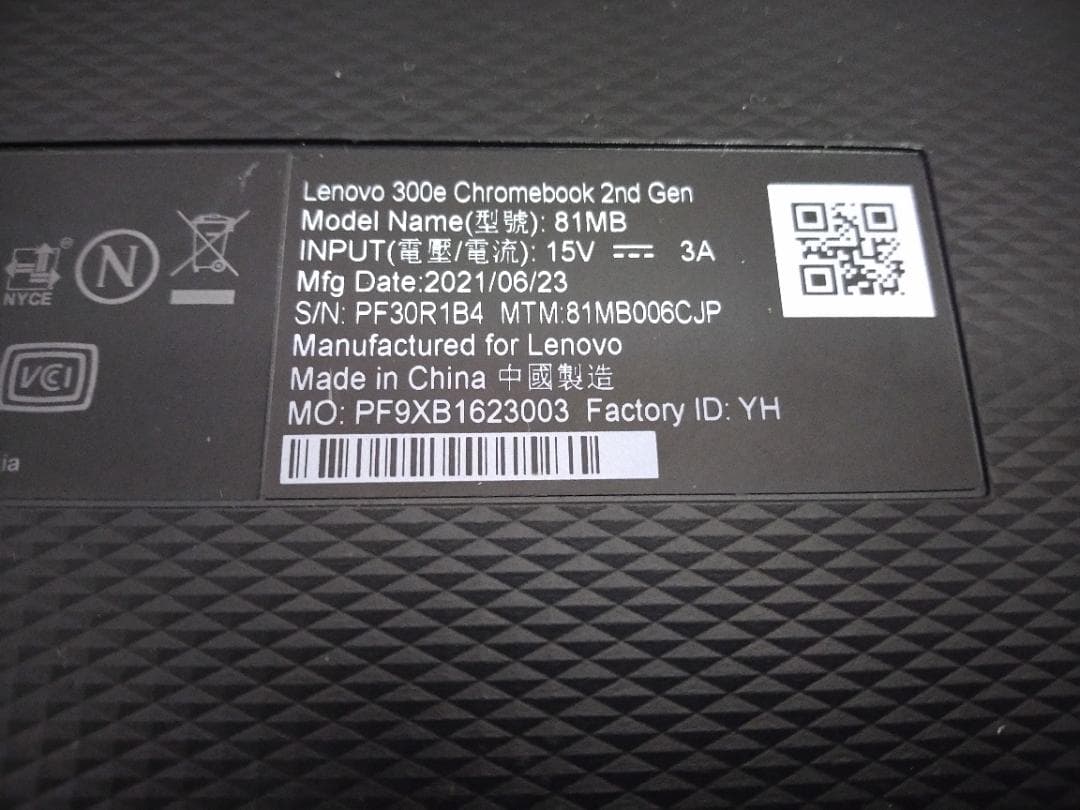 Lenovo 300e Chromebook 2nd Gen
Model Name(型號): 81MB
INPUT(電壓/電流): 15V ⎓ 3A
Mfg Date:2021/06/23
S/N: PF30R1B4 MTM:81MB006CJP
Manufactured for Lenovo
Made in China 中國製造
MO: PF9XB1623003 Factory ID: YH
NYCE
N
VCCI
ia